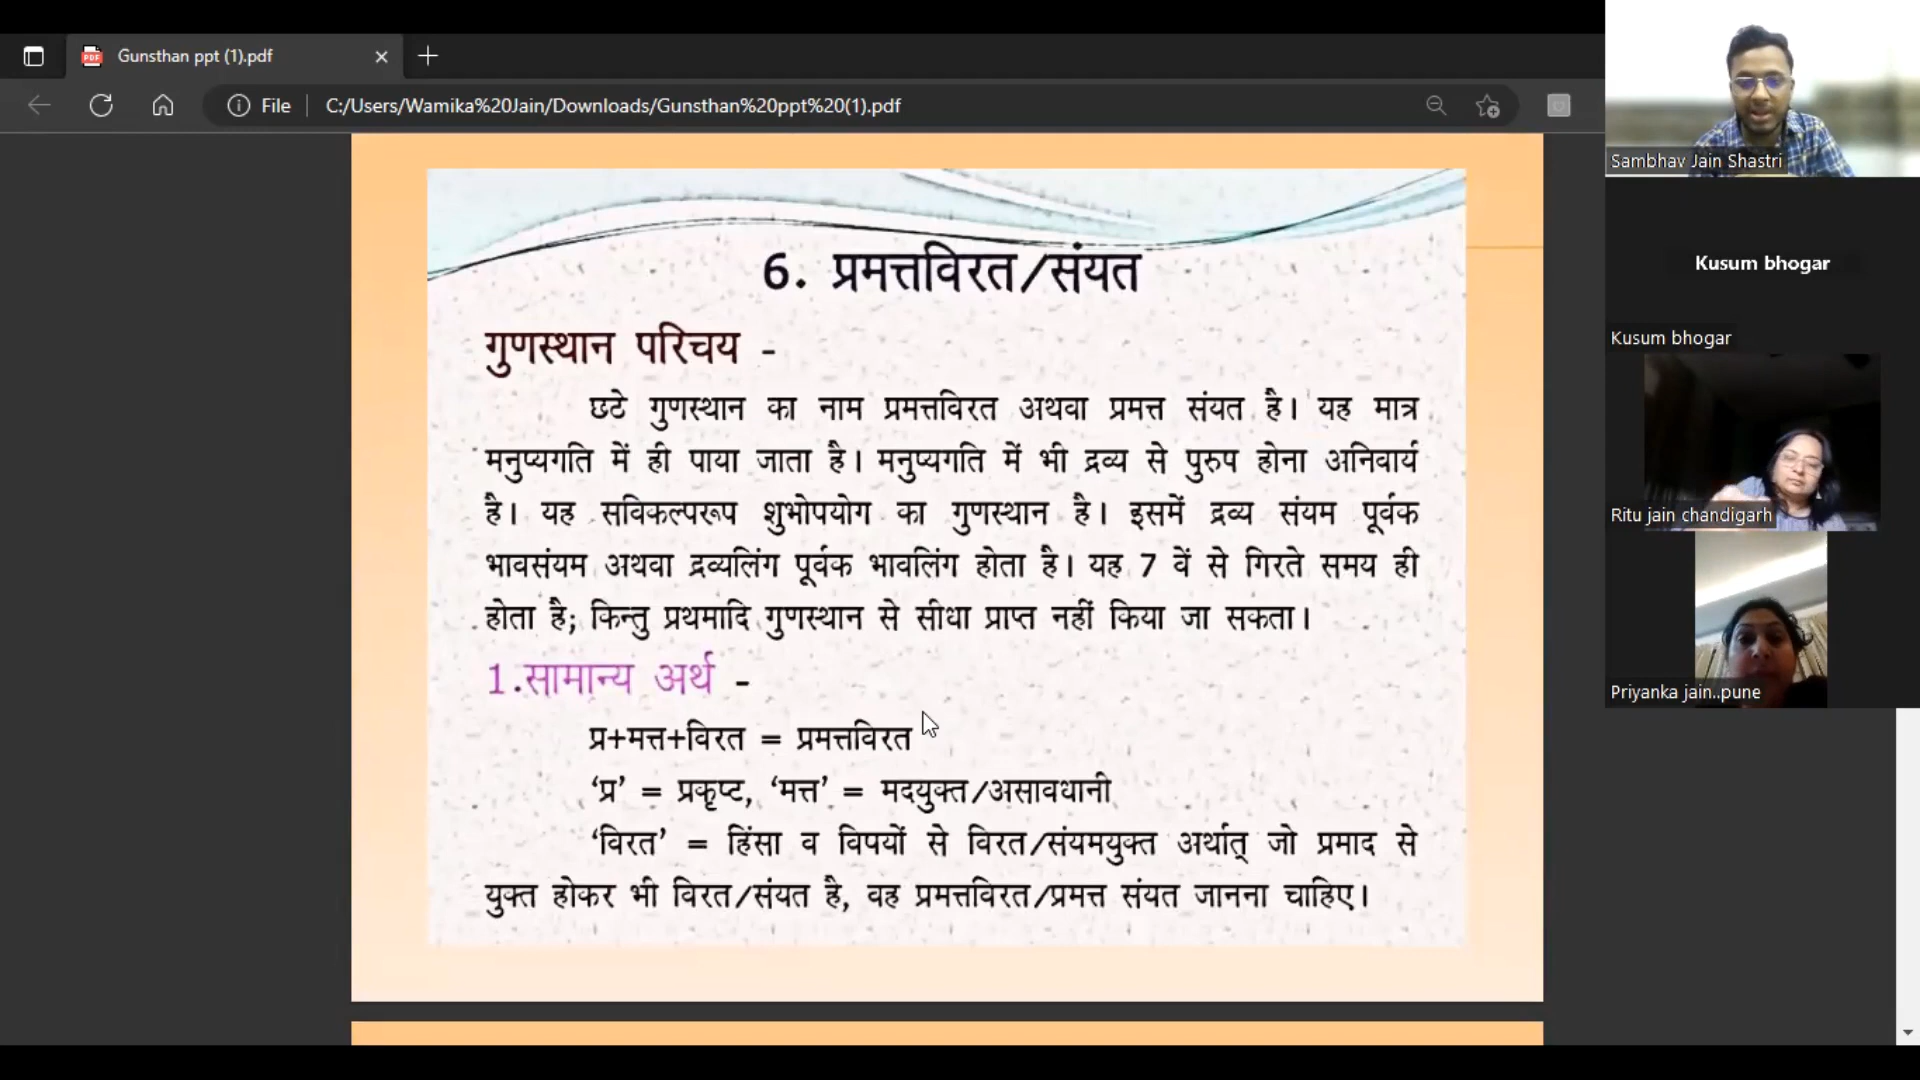 Gunsthan ppt (1).pdf
File
C:/Users/Wamika%20Jain/Downloads/Gunsthan%20ppt%20(1).pdf
6. प्रमत्तविरत/संयत
गुणस्थान परिचय -
छटे गुणस्थान का नाम प्रमत्तविरत अथवा प्रमत्त संयत है। यह मात्र
मनुष्यगति में ही पाया जाता है। मनुष्यगति में भी द्रव्य से पुरुष होना अनिवार्य
है। यह सविकल्परूप शुभोपयोग का गुणस्थान है। इसमें द्रव्य संयम पूर्वक
भावसंयम अथवा द्रव्यलिंग पूर्वक भावलिंग होता है। यह 7 वें से गिरते समय ही
होता है; किन्तु प्रथमादि गुणस्थान से सीधा प्राप्त नहीं किया जा सकता।
1.सामान्य अर्थ -
प्र+मत्त+विरत = प्रमत्तविरत
‘प्र’ = प्रकृष्ट, ‘मत्त’ = मदयुक्त/असावधानी
‘विरत’ = हिंसा व विषयों से विरत/संयमयुक्त अर्थात् जो प्रमाद से
युक्त होकर भी विरत/संयत है, वह प्रमत्तविरत/प्रमत्त संयत जानना चाहिए।
Sambhav Jain Shastri
Kusum bhogar
Kusum bhogar
Ritu jain chandigarh
Priyanka jain..pune